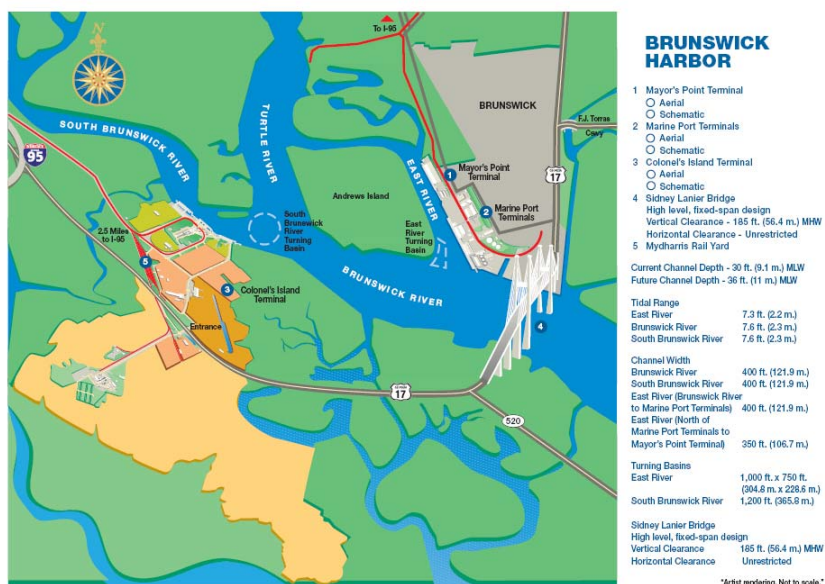 N
To I-95
BRUNSWICK
F.J. Torras
Cswy
SOUTH BRUNSWICK RIVER
TURTLE RIVER
95
17
1
Mayor's Point
Terminal
2
Marine Port
Terminals
EAST RIVER
Andrews Island
South
Brunswick
River
Turning
Basin
East
River
Turning
Basin
2.5 Miles
to I-95
5
BRUNSWICK RIVER
3
Colonel's Island
Terminal
Entrance
4
17
520
BRUNSWICK
HARBOR
1 Mayor's Point Terminal
Aerial
Schematic
2 Marine Port Terminals
Aerial
Schematic
3 Colonel's Island Terminal
Aerial
Schematic
4 Sidney Lanier Bridge
High level, fixed-span design
Vertical Clearance - 185 ft. (56.4 m.) MHW
Horizontal Clearance - Unrestricted
5 Mydharris Rail Yard
Current Channel Depth - 30 ft. (9.1 m.) MLW
Future Channel Depth - 36 ft. (11 m.) MLW
Tidal Range
East River 7.3 ft. (2.2 m.)
Brunswick River 7.6 ft. (2.3 m.)
South Brunswick River 7.6 ft. (2.3 m.)
Channel Width
Brunswick River 400 ft. (121.9 m.)
South Brunswick River 400 ft. (121.9 m.)
East River (Brunswick River
to Marine Port Terminals) 400 ft. (121.9 m.)
East River (North of
Marine Port Terminals to
Mayor's Point Terminal) 350 ft. (106.7 m.)
Turning Basins
East River 1,000 ft. x 750 ft.
(304.8 m. x 228.6 m.)
South Brunswick River 1,200 ft. (365.8 m.)
Sidney Lanier Bridge
High level, fixed-span design
Vertical Clearance 185 ft. (56.4 m.) MHW
Horizontal Clearance Unrestricted
"Artist rendering. Not to scale."